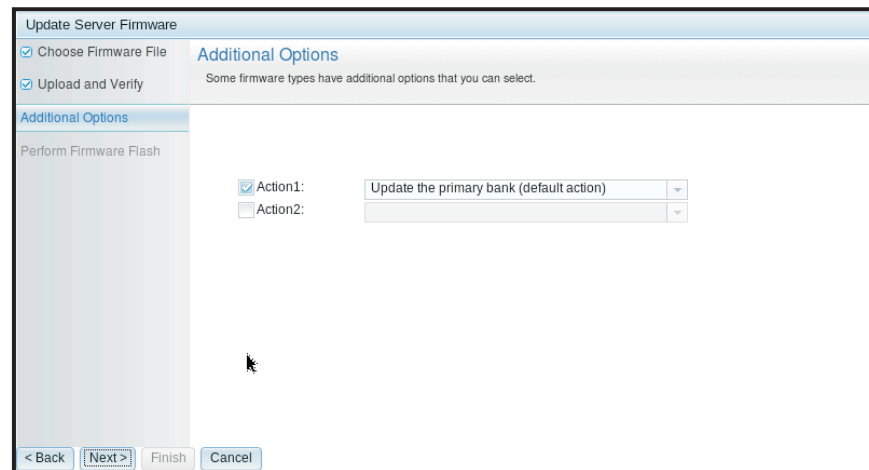 Update Server Firmware
Choose Firmware File
Upload and Verify
Additional Options
Perform Firmware Flash
Additional Options
Some firmware types have additional options that you can select.
Action1: Update the primary bank (default action)
Action2:
< Back Next > Finish Cancel